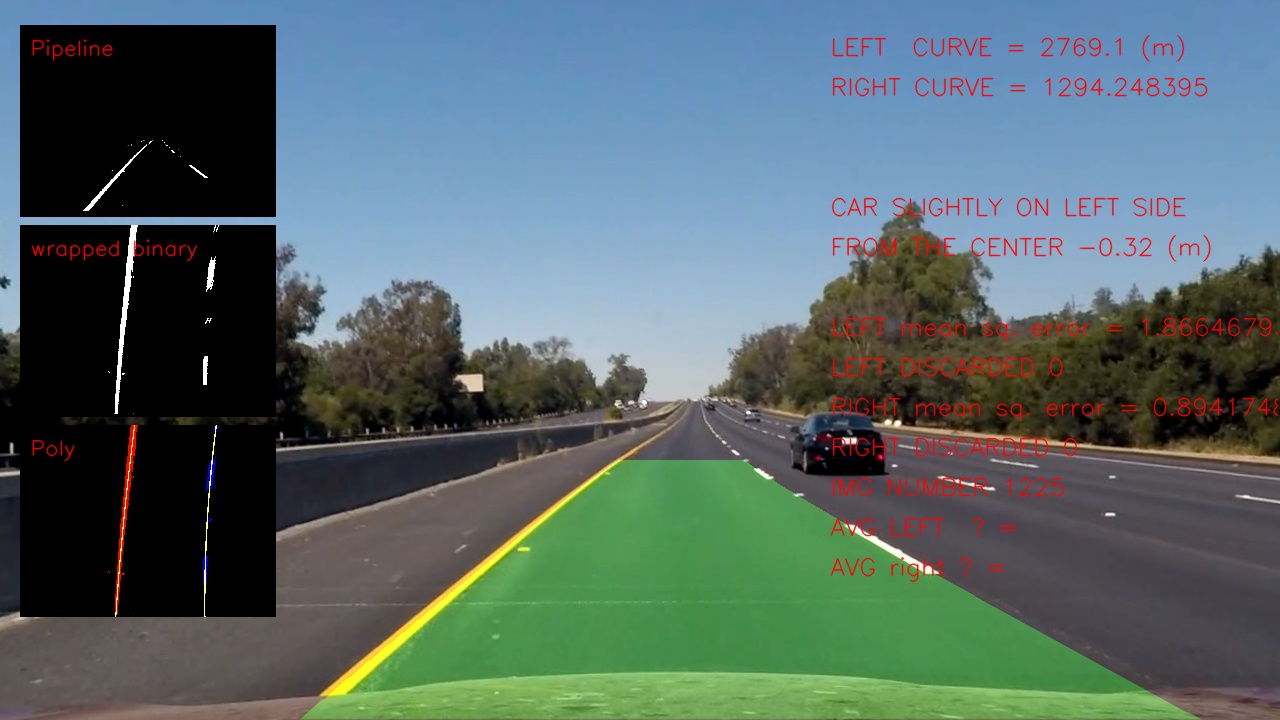 Pipeline
wrapped binary
Poly
LEFT  CURVE = 2769.1 (m)
RIGHT CURVE = 1294.248395
CAR SLIGHTLY ON LEFT SIDE
FROM THE CENTER -0.32 (m)
LEFT mean sq. error = 1.8664679
LEFT DISCARDED 0
RIGHT mean sq. error = 0.894174
RIGHT DISCARDED 0
IMG NUMBER 1225
AVG LEFT  ? =
AVG right ? =